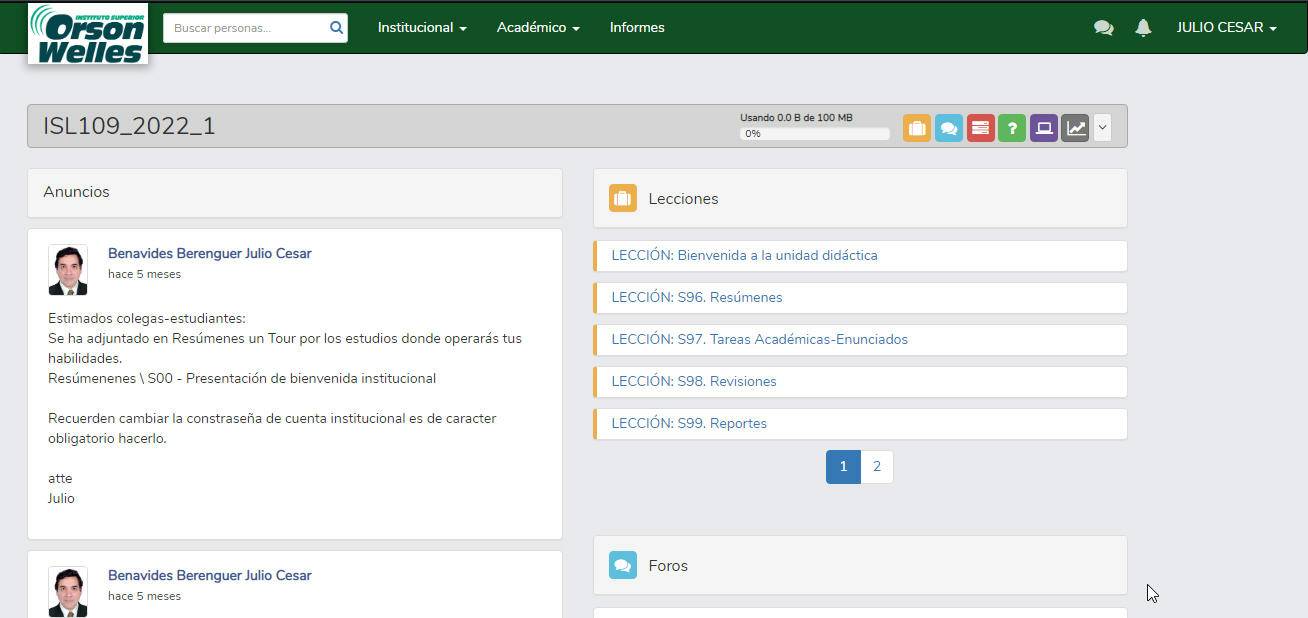 INSTITUTO SUPERIOR
Orson
Welles
Buscar personas...
Institucional
Académico
Informes
JULIO CESAR
ISL109_2022_1
Usando 0.0 B de 100 MB
0%
Anuncios
Benavides Berenguer Julio Cesar
hace 5 meses
Estimados colegas-estudiantes:
Se ha adjuntado en Resúmenes un Tour por los estudios donde operarás tus
habilidades.
Resúmenenes \ S00 - Presentación de bienvenida institucional
Recuerden cambiar la constraseña de cuenta institucional es de caracter
obligatorio hacerlo.
atte
Julio
Benavides Berenguer Julio Cesar
hace 5 meses
Lecciones
LECCIÓN: Bienvenida a la unidad didáctica
LECCIÓN: S96. Resúmenes
LECCIÓN: S97. Tareas Académicas-Enunciados
LECCIÓN: S98. Revisiones
LECCIÓN: S99. Reportes
1 2
Foros